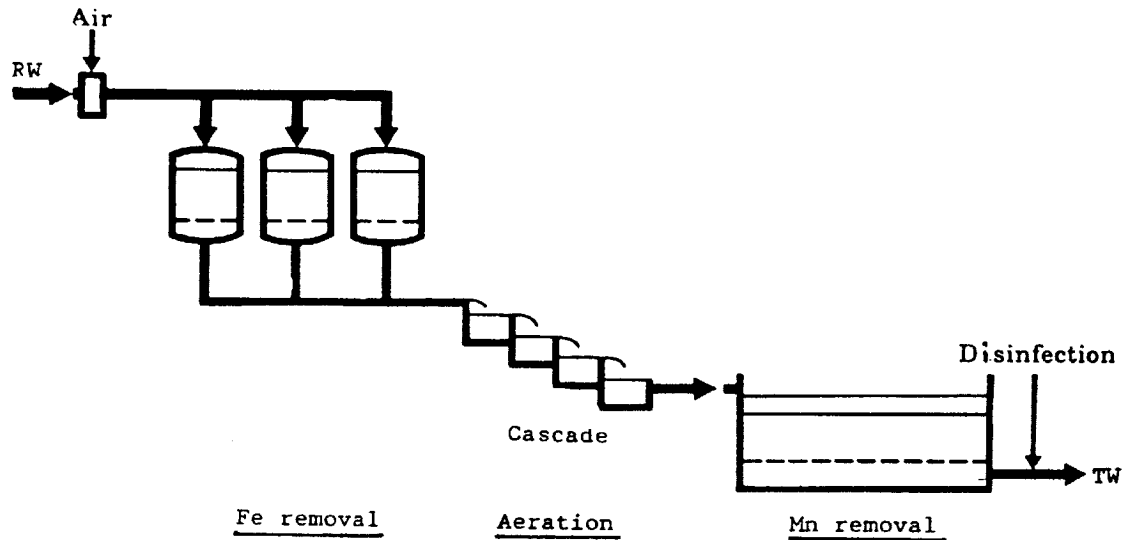 Air
RW
Disinfection
Cascade
TW
Fe removal
Aeration
Mn removal